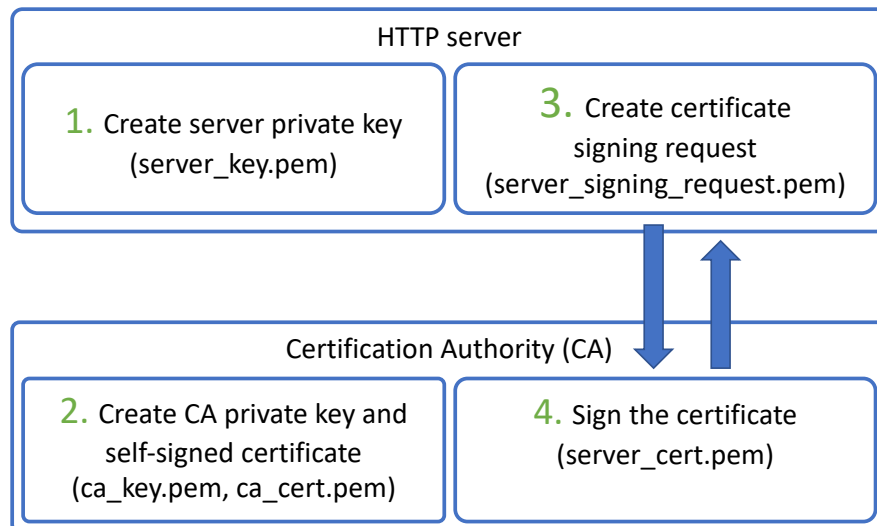 HTTP server
1. Create server private key
(server_key.pem)
3. Create certificate
signing request
(server_signing_request.pem)
Certification Authority (CA)
2. Create CA private key and
self-signed certificate
(ca_key.pem, ca_cert.pem)
4. Sign the certificate
(server_cert.pem)